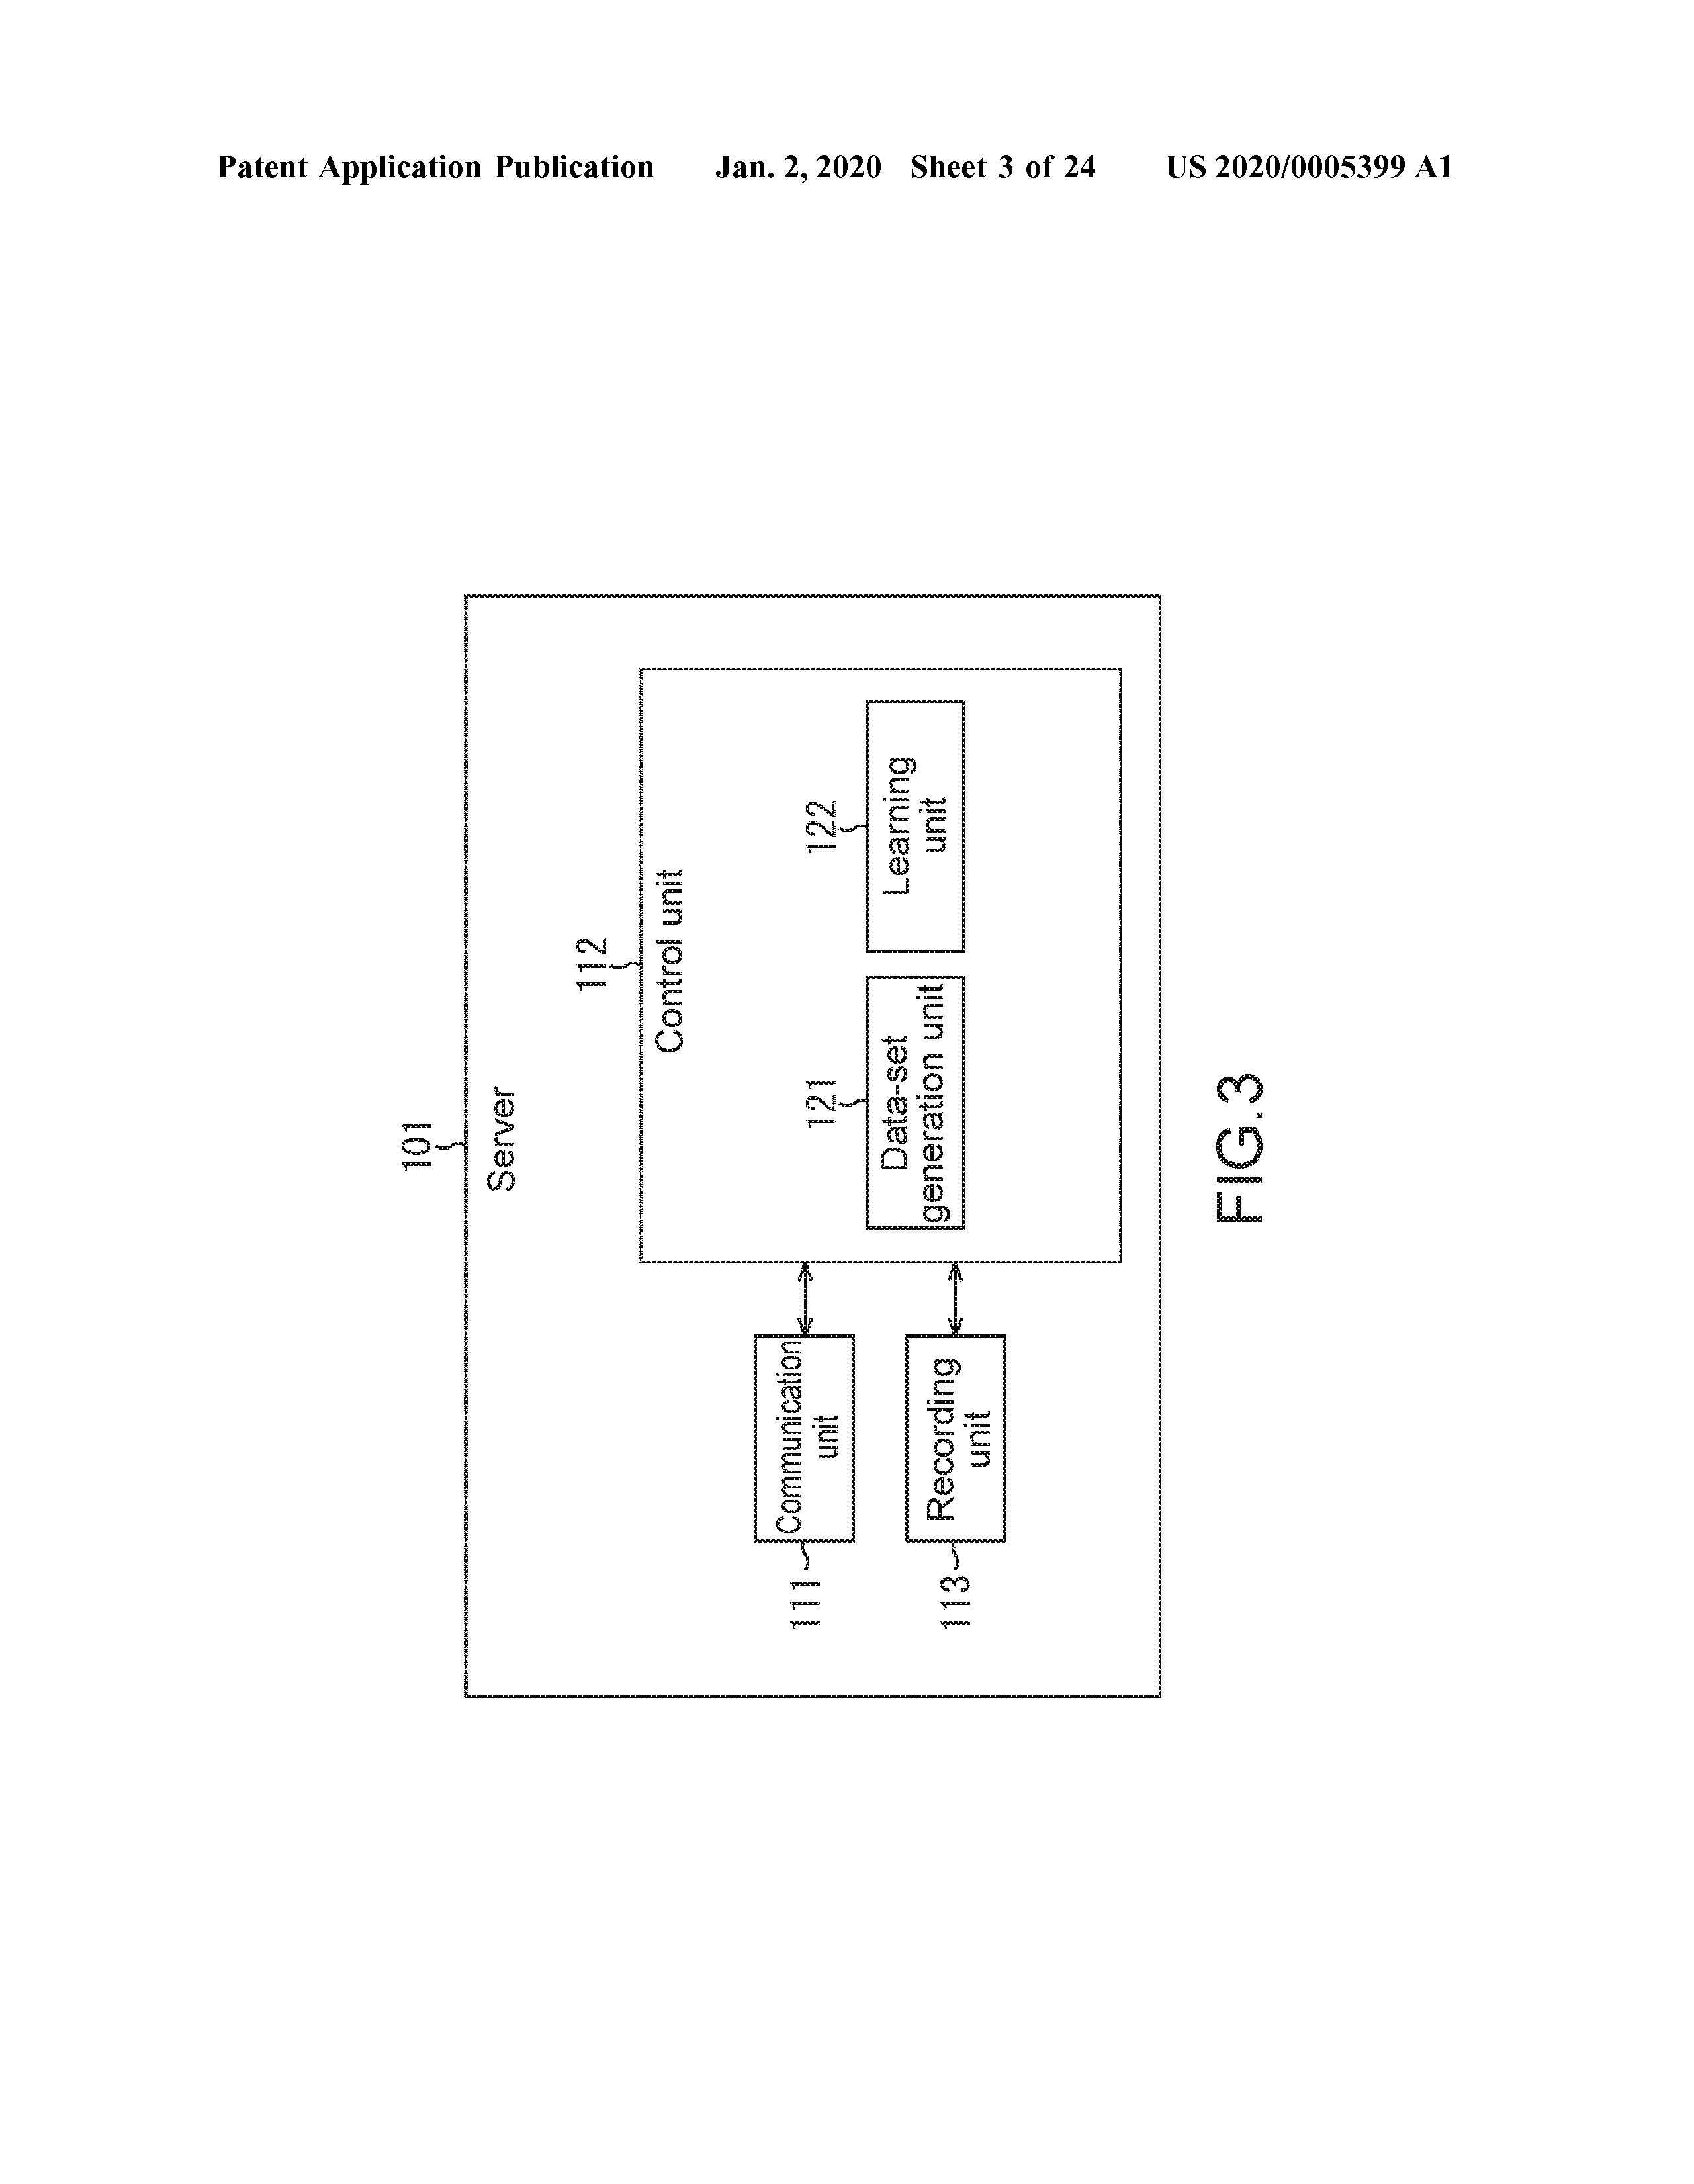 Patent Application Publication Jan. 2, 2020 Sheet 3 of 24 US 2020/0005399 A1
101
Server
112
Control unit
111
Communication
unit
113
Recording
unit
121
Data-set
generation unit
122
Learning
unit
FIG.3